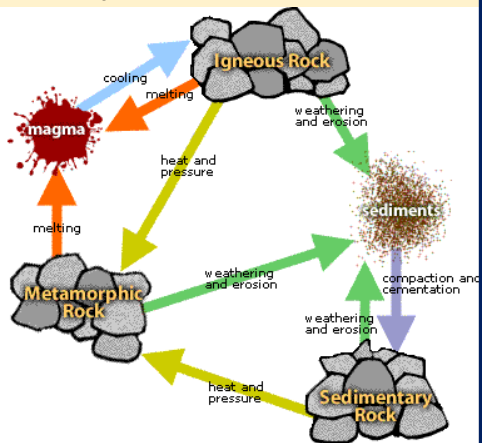 Igneous Rock
cooling
melting
magma
weathering
and erosion
heat and
pressure
sediments
melting
weathering
and erosion
compaction and
cementation
Metamorphic
Rock
weathering
and erosion
heat and
pressure
Sedimentary
Rock